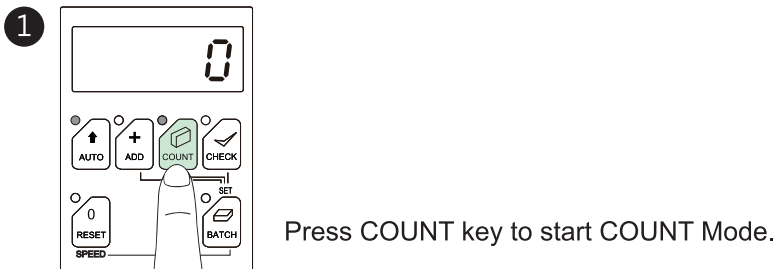 1
0
AUTO
+
ADD
COUNT
CHECK
SET
0
RESET
BATCH
SPEED
Press COUNT key to start COUNT Mode.